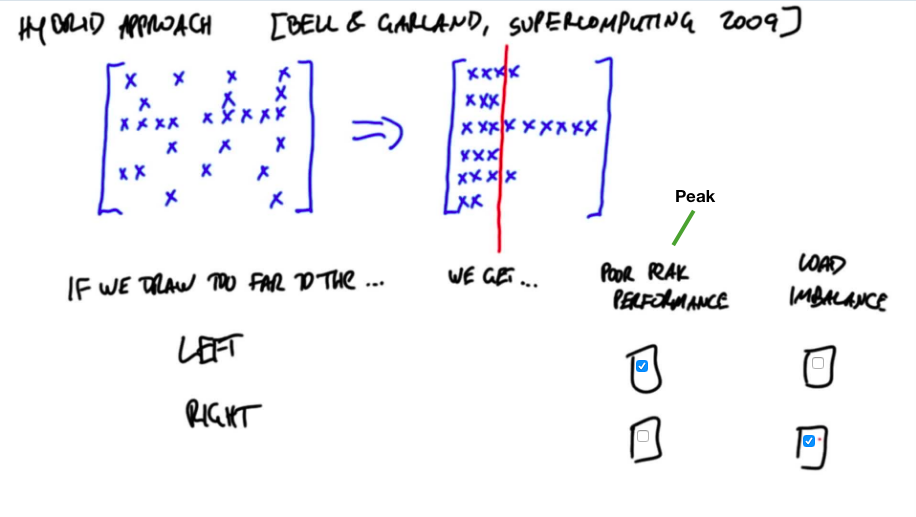 HYBRID APPROACH [BELL & GARLAND, SUPERCOMPUTING 2009]
x x x x
x x x
x x x x x x x x x
x x x
x x x x
x x
⇒
x x x x
x x x
x x x x x x x x x
x x x
x x x x
x x
Peak
IF WE DRAW TOO FAR TO THE ... WE GET ...
POOR PEAK
PERFORMANCE
LOAD
IMBALANCE
LEFT
RIGHT